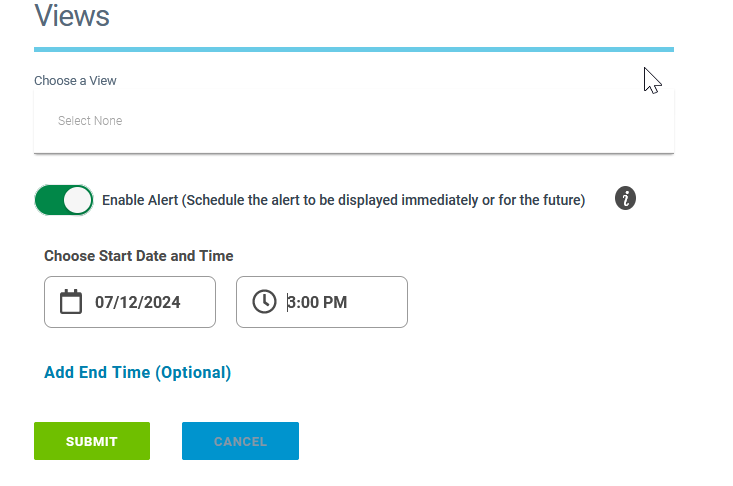 Views
Choose a View
Select None
Enable Alert (Schedule the alert to be displayed immediately or for the future)
Choose Start Date and Time
07/12/2024 3:00 PM
Add End Time (Optional)
SUBMIT CANCEL